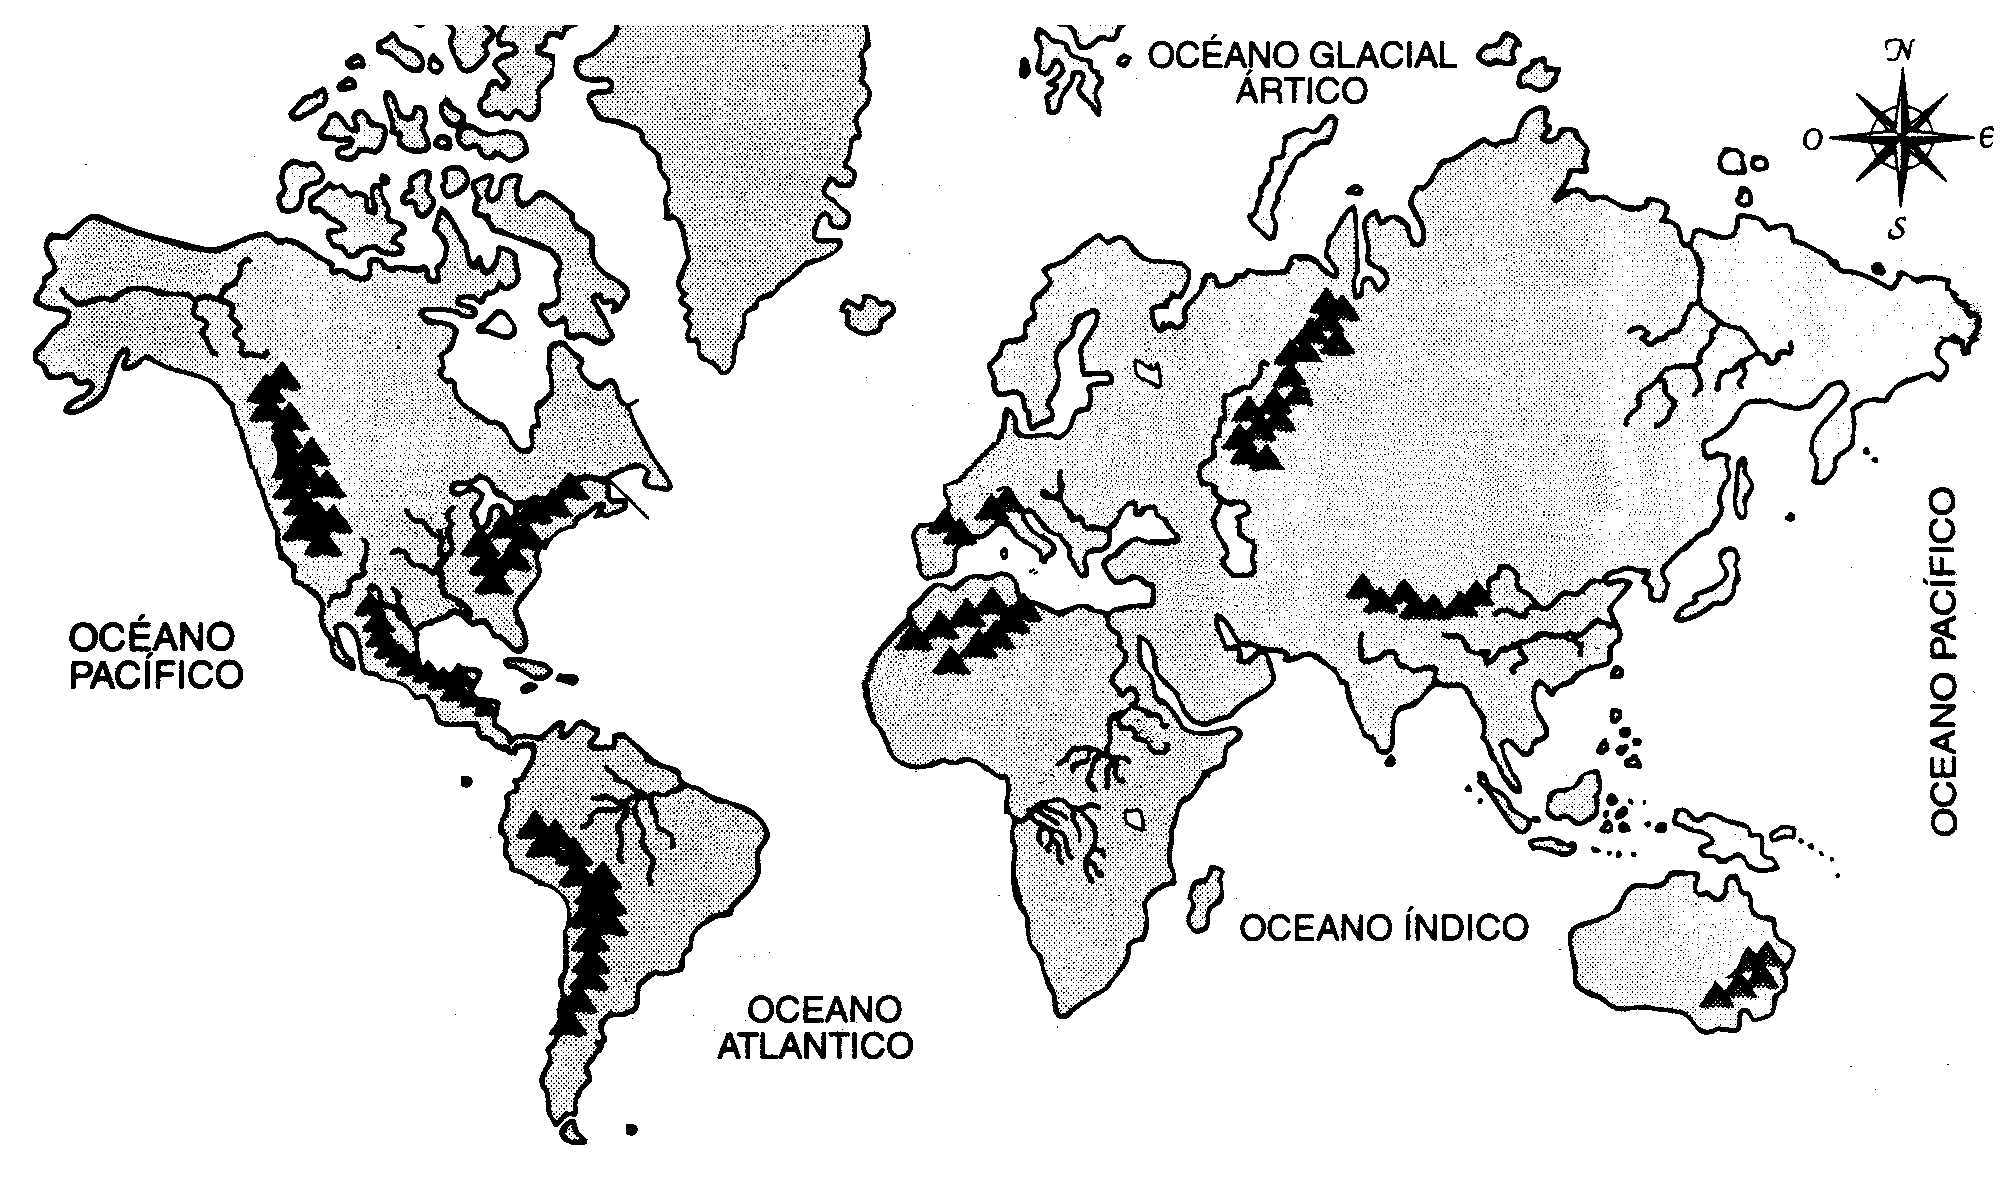 OCÉANO GLACIAL
ÁRTICO
N
O
E
S
OCÉANO
PACÍFICO
OCEANO PACÍFICO
OCEANO ÍNDICO
OCEANO
ATLANTICO